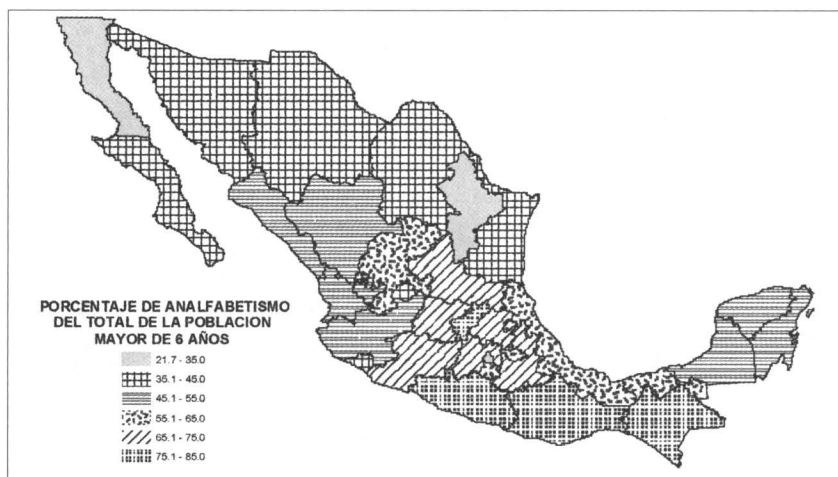 PORCENTAJE DE ANALFABETISMO
DEL TOTAL DE LA POBLACION
MAYOR DE 6 AÑOS
21.7 - 35.0
35.1 - 45.0
45.1 - 55.0
55.1 - 65.0
65.1 - 75.0
75.1 - 85.0